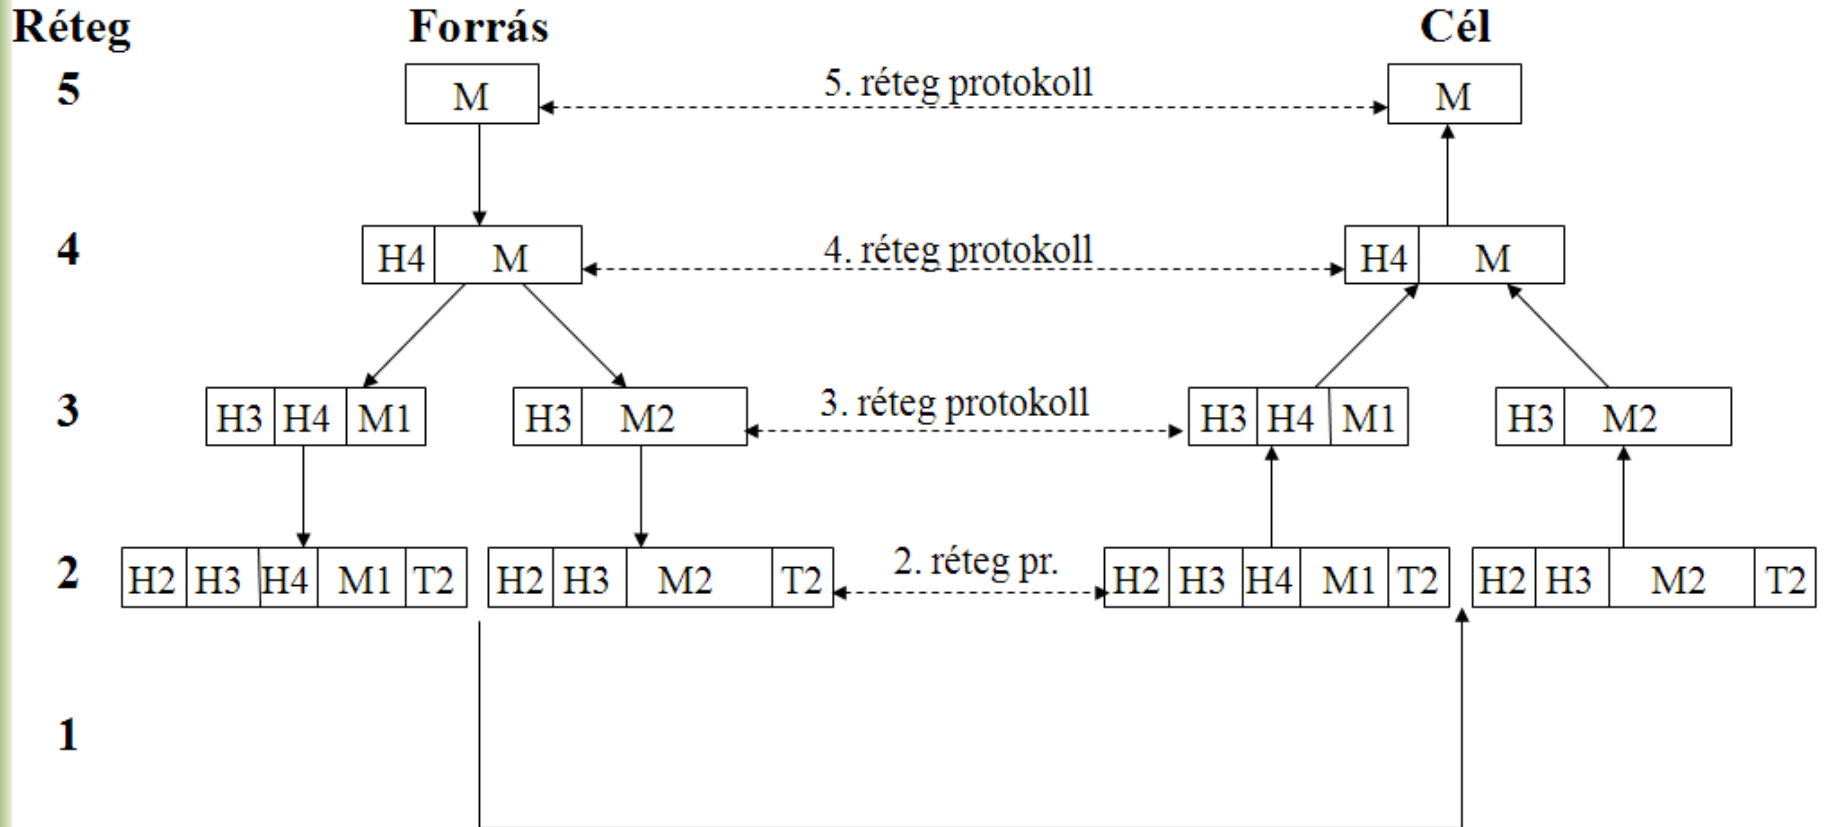 Réteg Forrás Cél
5 M 5. réteg protokoll M
4 H4 M 4. réteg protokoll H4 M
3 H3 H4 M1 H3 M2 3. réteg protokoll H3 H4 M1 H3 M2
2 H2 H3 H4 M1 T2 H2 H3 M2 T2 2. réteg pr. H2 H3 H4 M1 T2 H2 H3 M2 T2
1